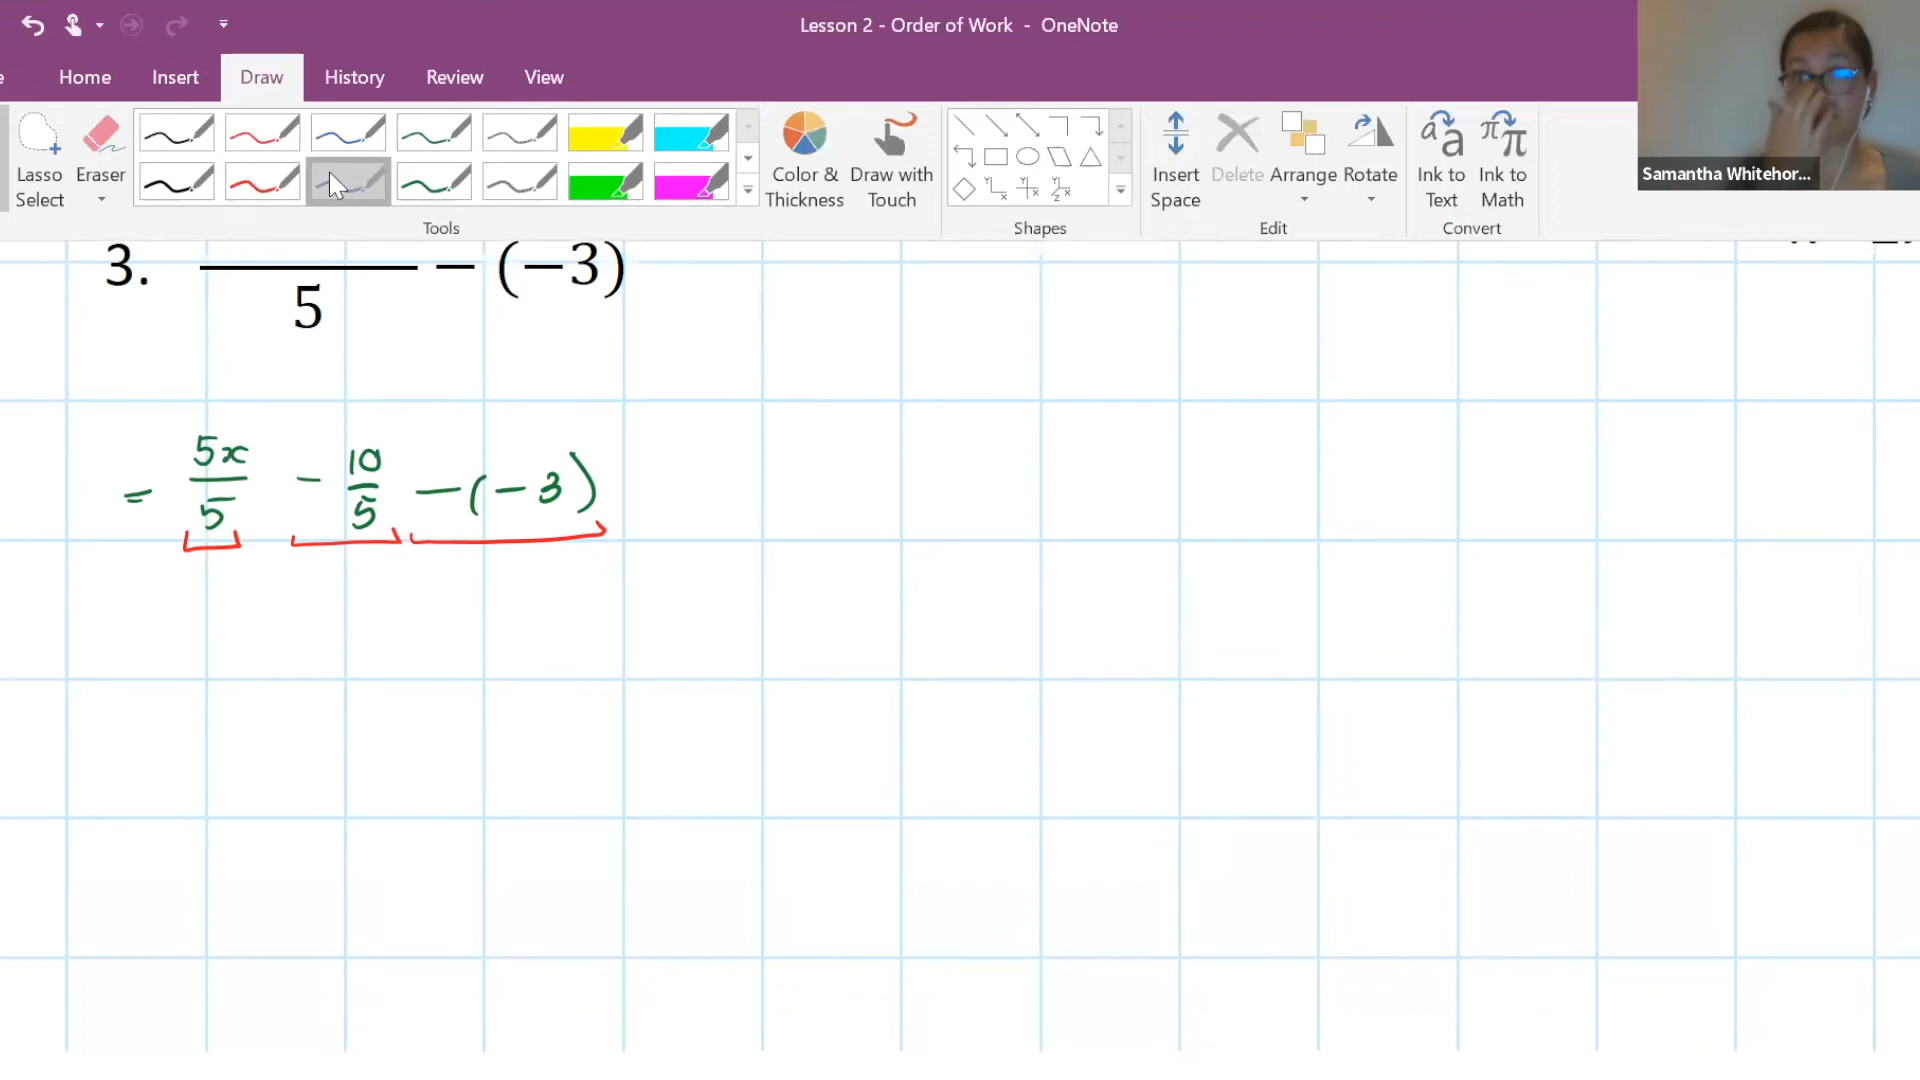 Lesson 2 - Order of Work - OneNote
Home Insert Draw History Review View
Lasso Select Eraser Color & Thickness Draw with Touch Insert Space Delete Arrange Rotate Ink to Text Ink to Math
Tools Shapes Edit Convert
Samantha Whitehor...
3. ───── − (−3)
5
= 5x/5 - 10/5 - (-3)